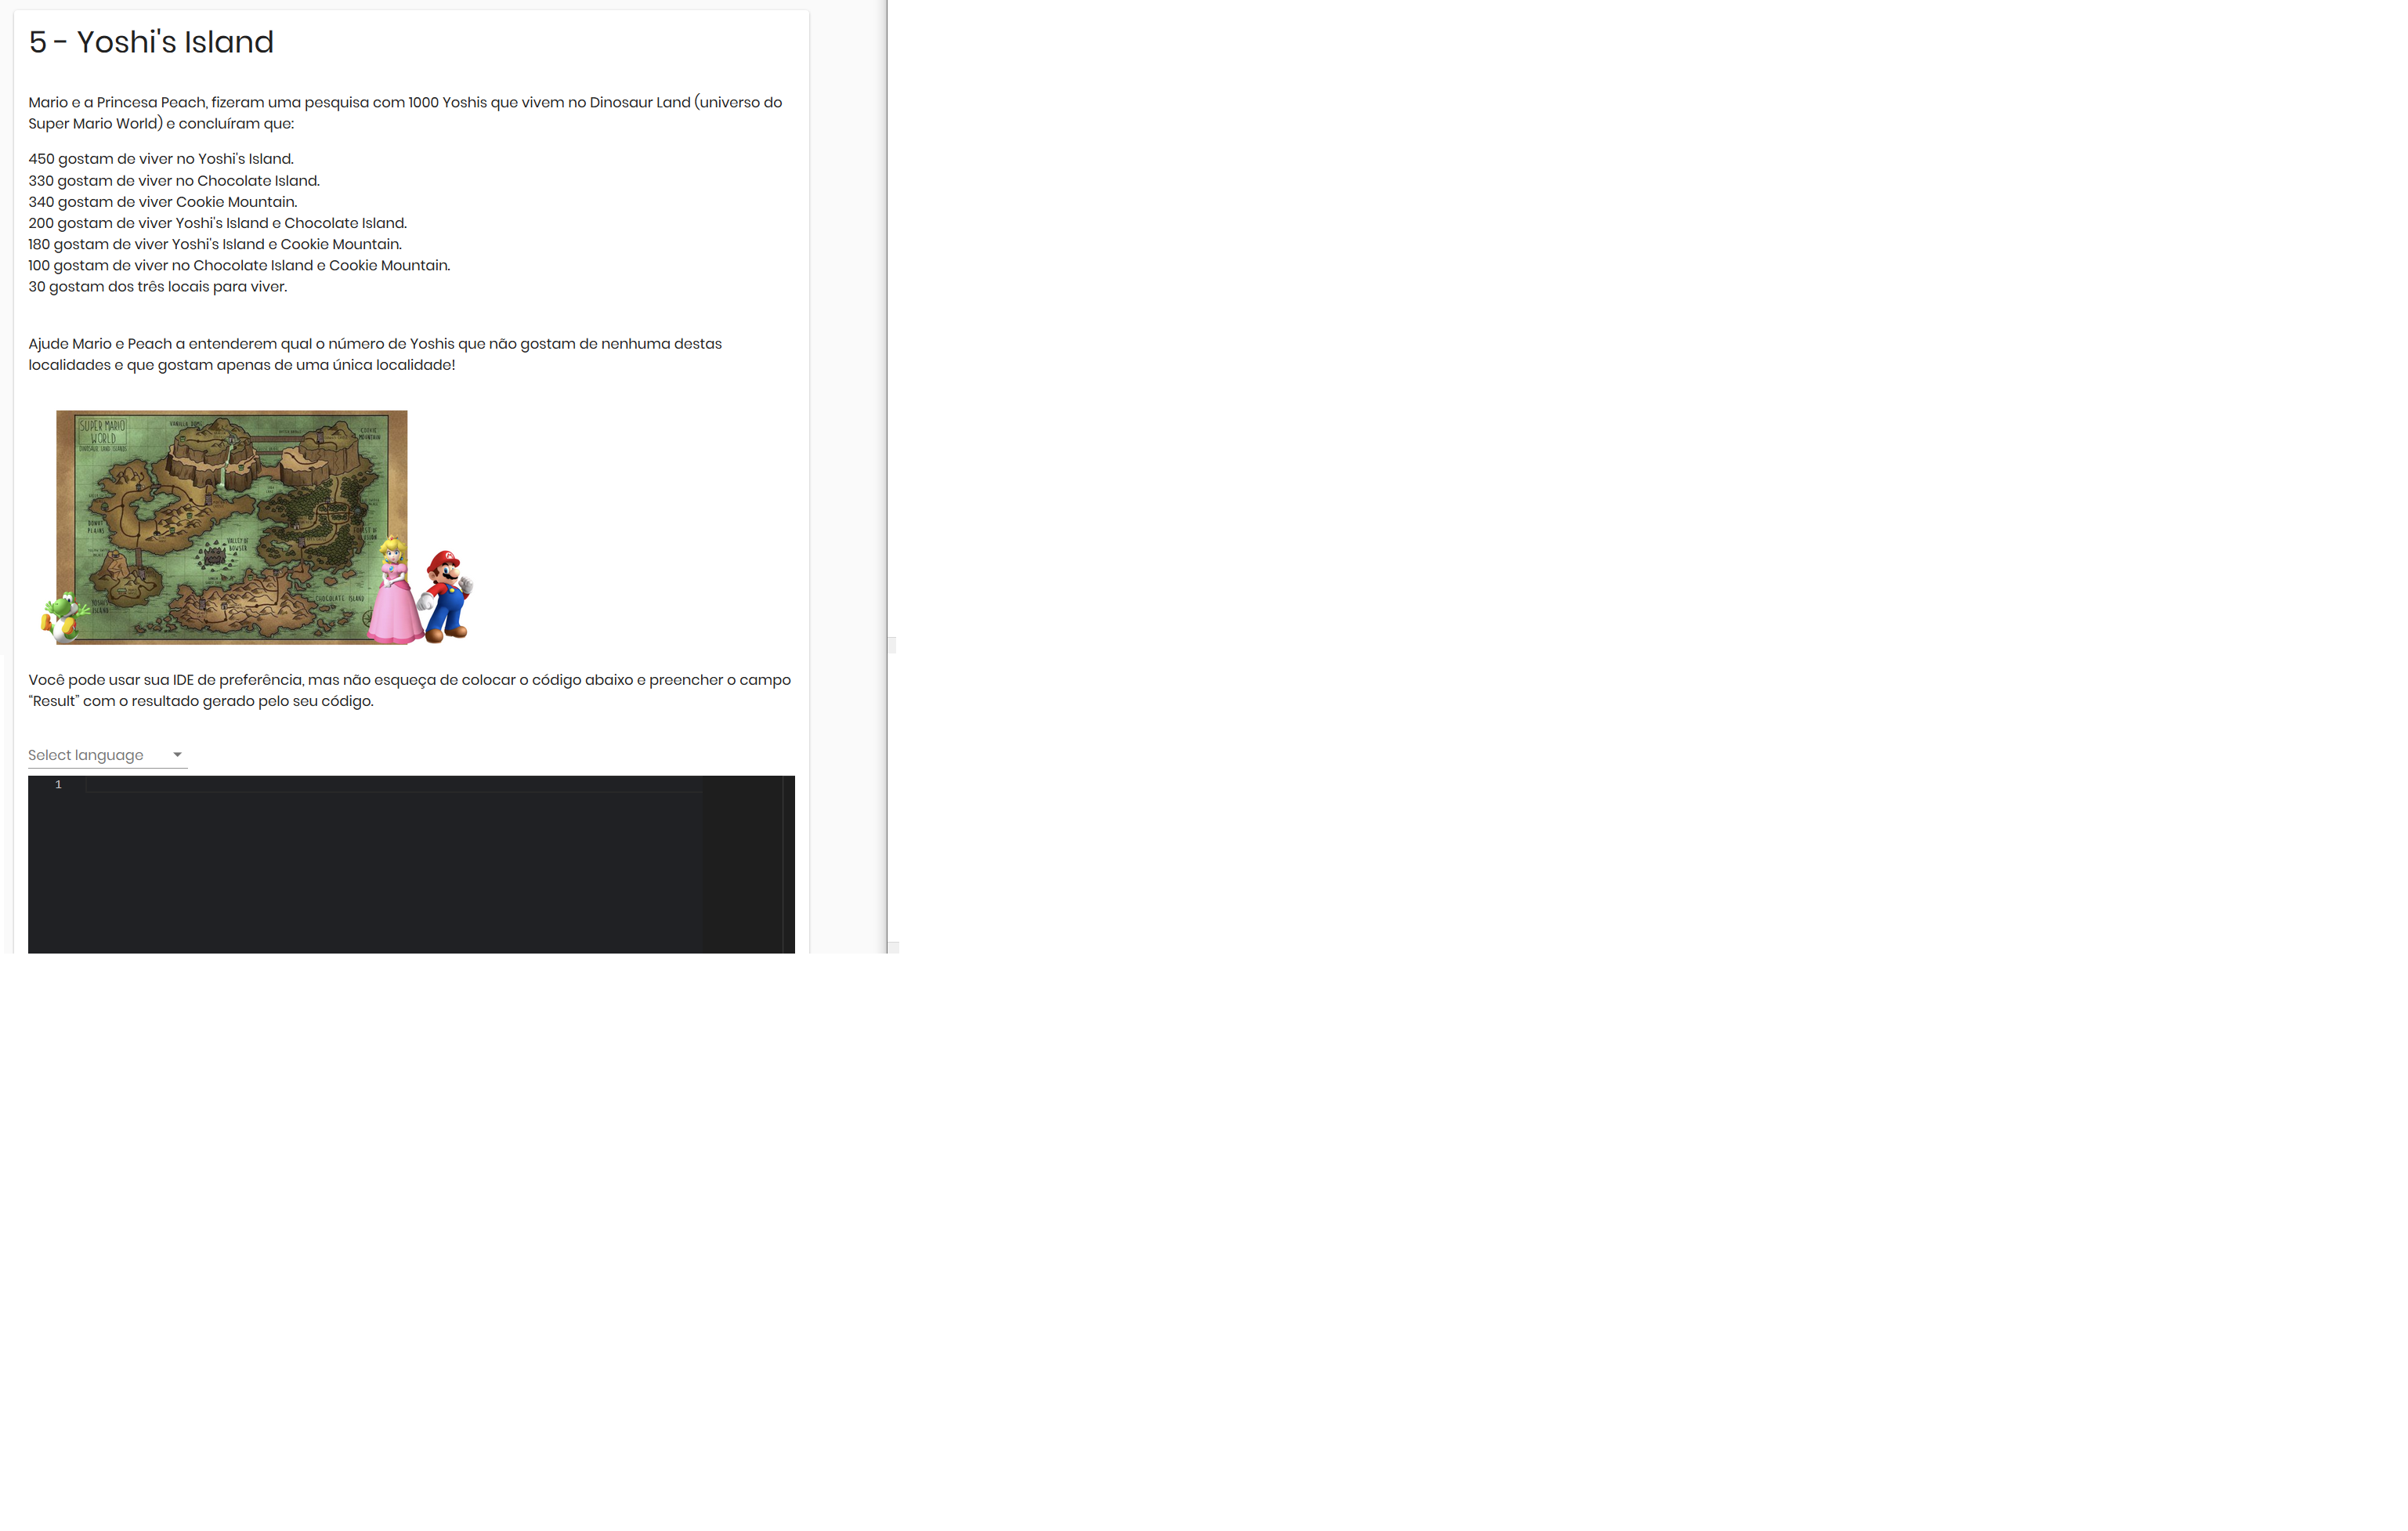 5 - Yoshi's Island
Mario e a Princesa Peach, fizeram uma pesquisa com 1000 Yoshis que vivem no Dinosaur Land (universo do
Super Mario World) e concluíram que:
450 gostam de viver no Yoshi's Island.
330 gostam de viver no Chocolate Island.
340 gostam de viver Cookie Mountain.
200 gostam de viver Yoshi's Island e Chocolate Island.
180 gostam de viver Yoshi's Island e Cookie Mountain.
100 gostam de viver no Chocolate Island e Cookie Mountain.
30 gostam dos três locais para viver.
Ajude Mario e Peach a entenderem qual o número de Yoshis que não gostam de nenhuma destas
localidades e que gostam apenas de uma única localidade!
SUPER MARIO
WORLD
DINOSAUR LAND ISLANDS
VANILLA DOME
COOKIE
MOUNTAIN
DONUT
PLAINS
VALLEY OF
BOWSER
FOREST OF
ILLUSION
YOSHI'S
ISLAND
CHOCOLATE ISLAND
Você pode usar sua IDE de preferência, mas não esqueça de colocar o código abaixo e preencher o campo
"Result" com o resultado gerado pelo seu código.
Select language
1